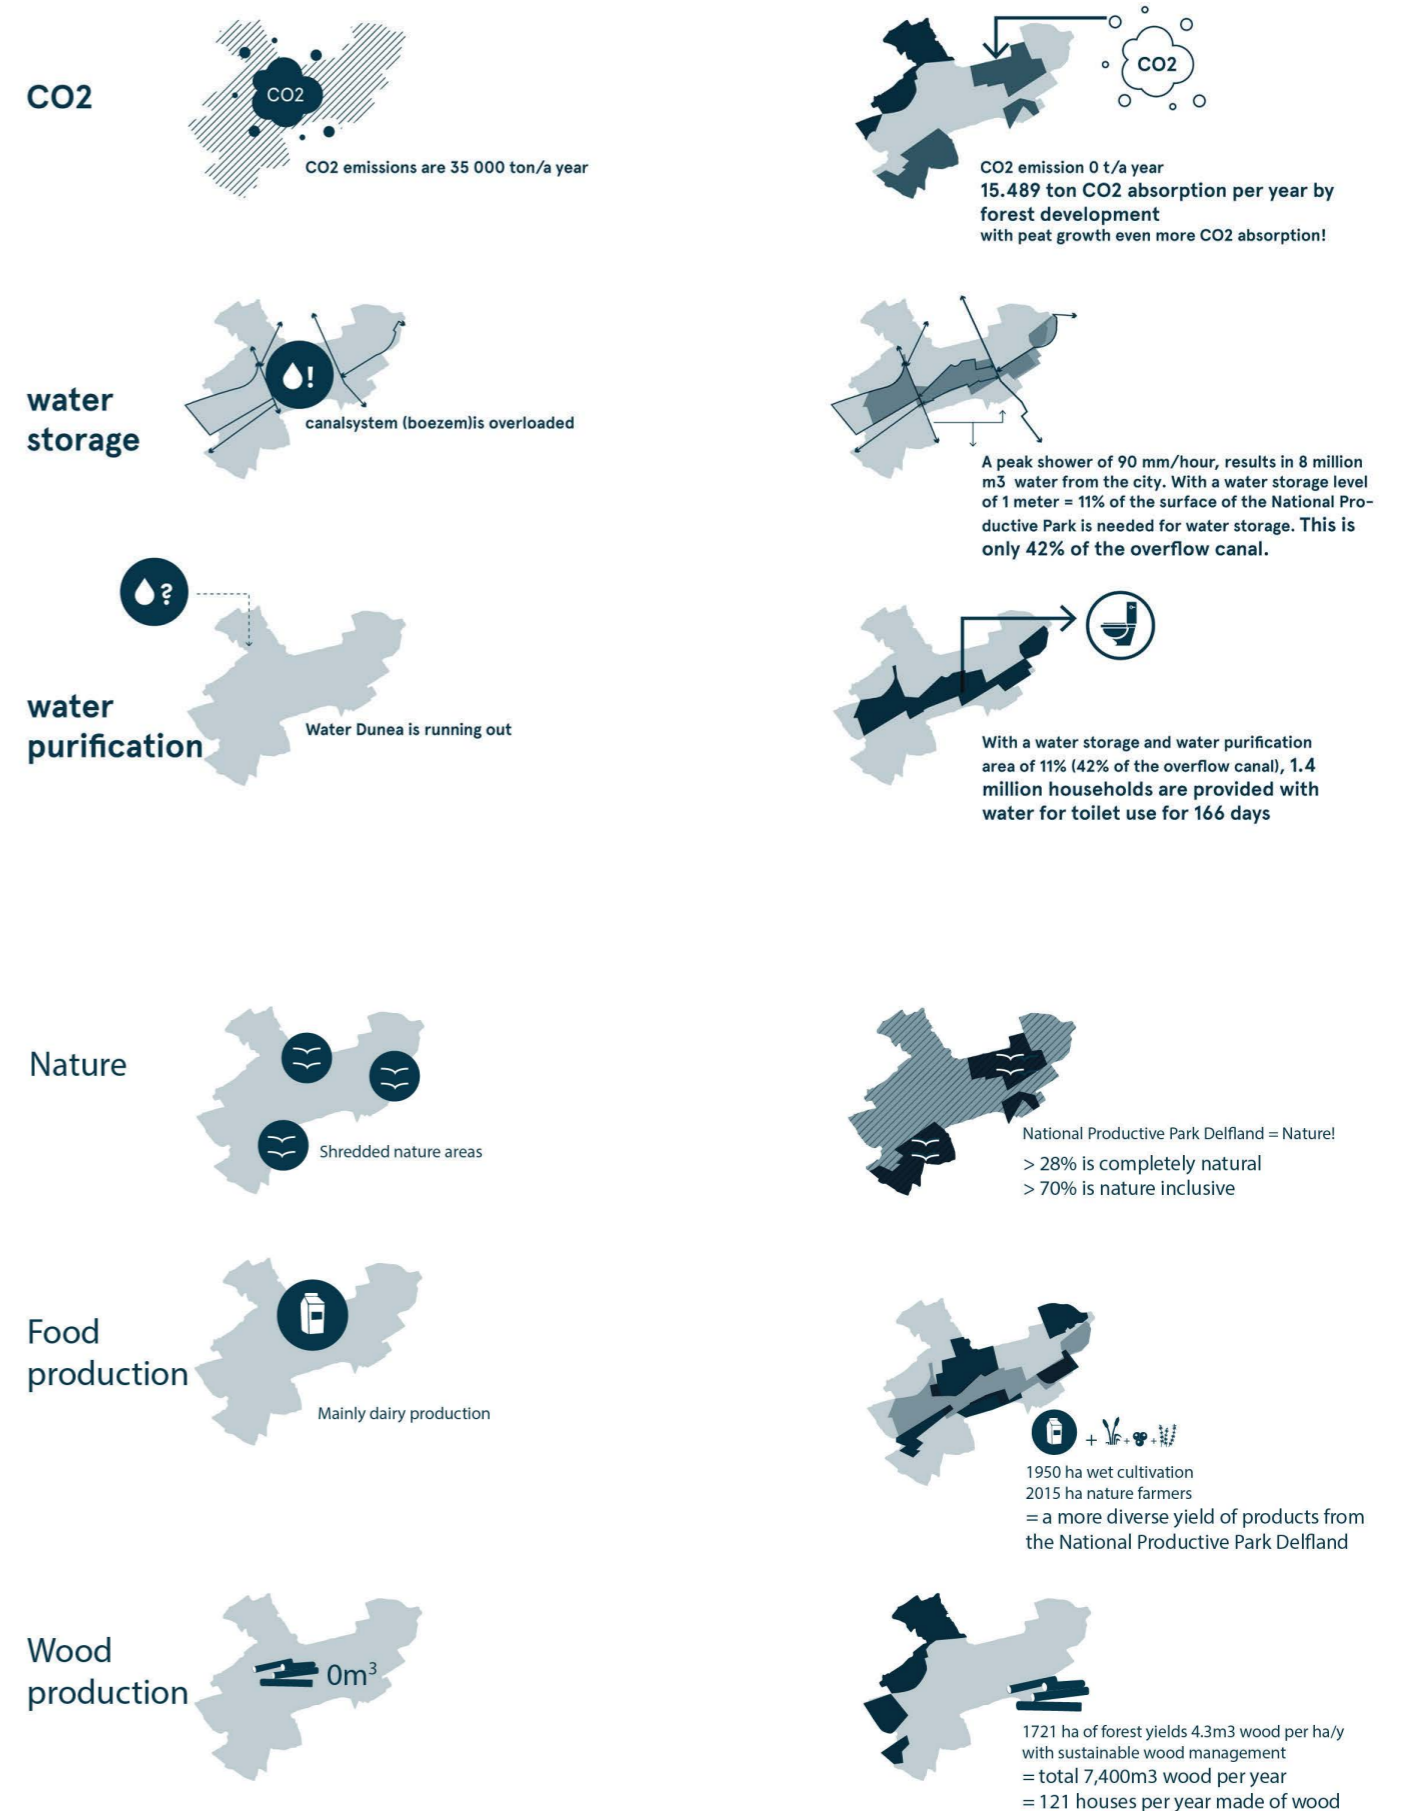 CO2
CO2
CO2 emissions are 35 000 ton/a year
CO2
CO2 emission 0 t/a year
15.489 ton CO2 absorption per year by
forest development
with peat growth even more CO2 absorption!
water
storage
!
canalsystem (boezem)is overloaded
A peak shower of 90 mm/hour, results in 8 million
m3 water from the city. With a water storage level
of 1 meter = 11% of the surface of the National Pro-
ductive Park is needed for water storage. This is
only 42% of the overflow canal.
water
purification
?
Water Dunea is running out
With a water storage and water purification
area of 11% (42% of the overflow canal), 1.4
million households are provided with
water for toilet use for 166 days
Nature
Shredded nature areas
National Productive Park Delfland = Nature!
> 28% is completely natural
> 70% is nature inclusive
Food
production
Mainly dairy production
+ + +
1950 ha wet cultivation
2015 ha nature farmers
= a more diverse yield of products from
the National Productive Park Delfland
Wood
production
0m³
1721 ha of forest yields 4.3m3 wood per ha/y
with sustainable wood management
= total 7,400m3 wood per year
= 121 houses per year made of wood